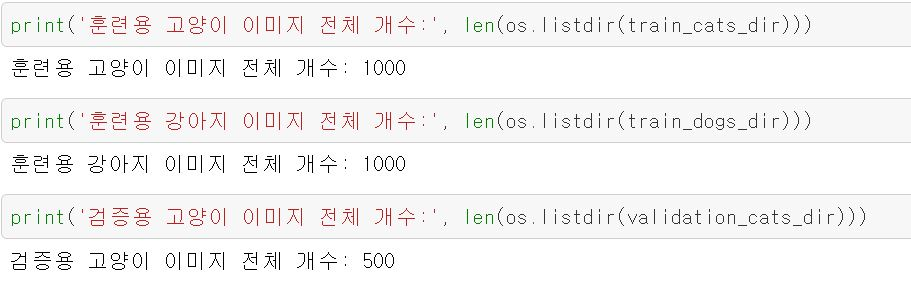 print('훈련용 고양이 이미지 전체 개수:', len(os.listdir(train_cats_dir)))
훈련용 고양이 이미지 전체 개수: 1000
print('훈련용 강아지 이미지 전체 개수:', len(os.listdir(train_dogs_dir)))
훈련용 강아지 이미지 전체 개수: 1000
print('검증용 고양이 이미지 전체 개수:', len(os.listdir(validation_cats_dir)))
검증용 고양이 이미지 전체 개수: 500